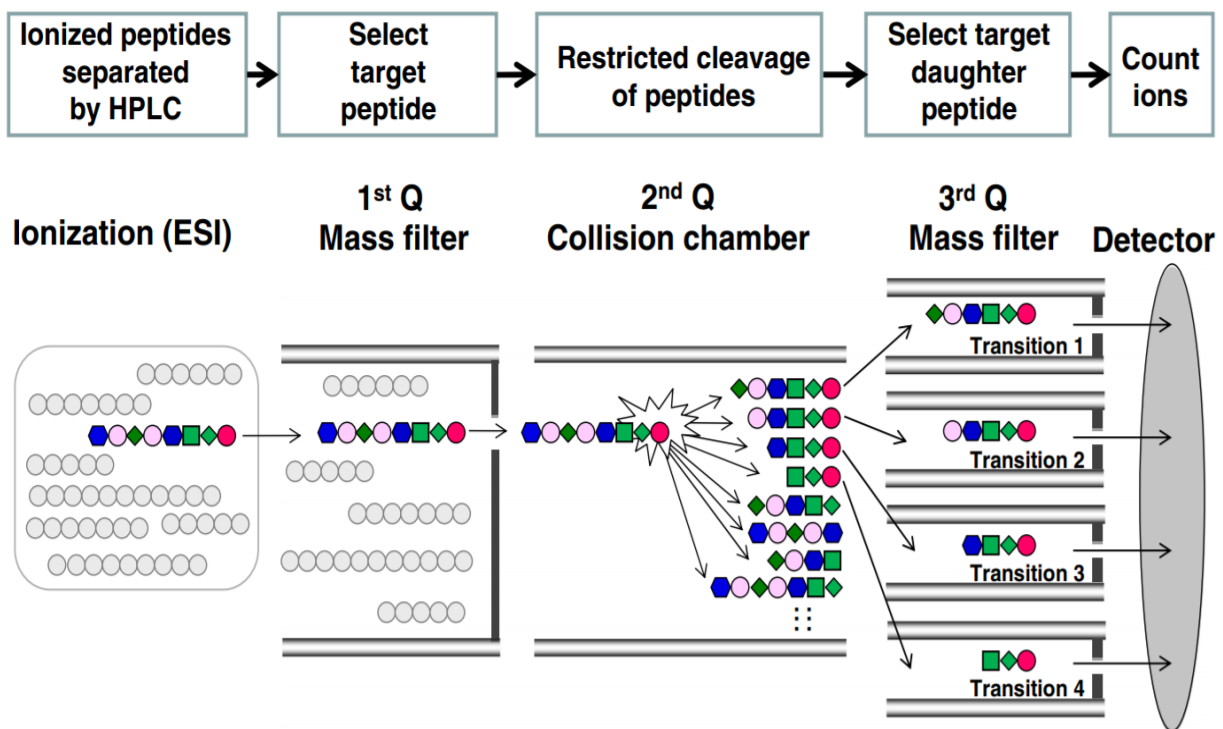 Ionized peptides
separated
by HPLC
Select
target
peptide
Restricted cleavage
of peptides
Select target
daughter
peptide
Count
ions
Ionization (ESI)
1st Q
Mass filter
2nd Q
Collision chamber
3rd Q
Mass filter
Detector
Transition 1
Transition 2
Transition 3
Transition 4